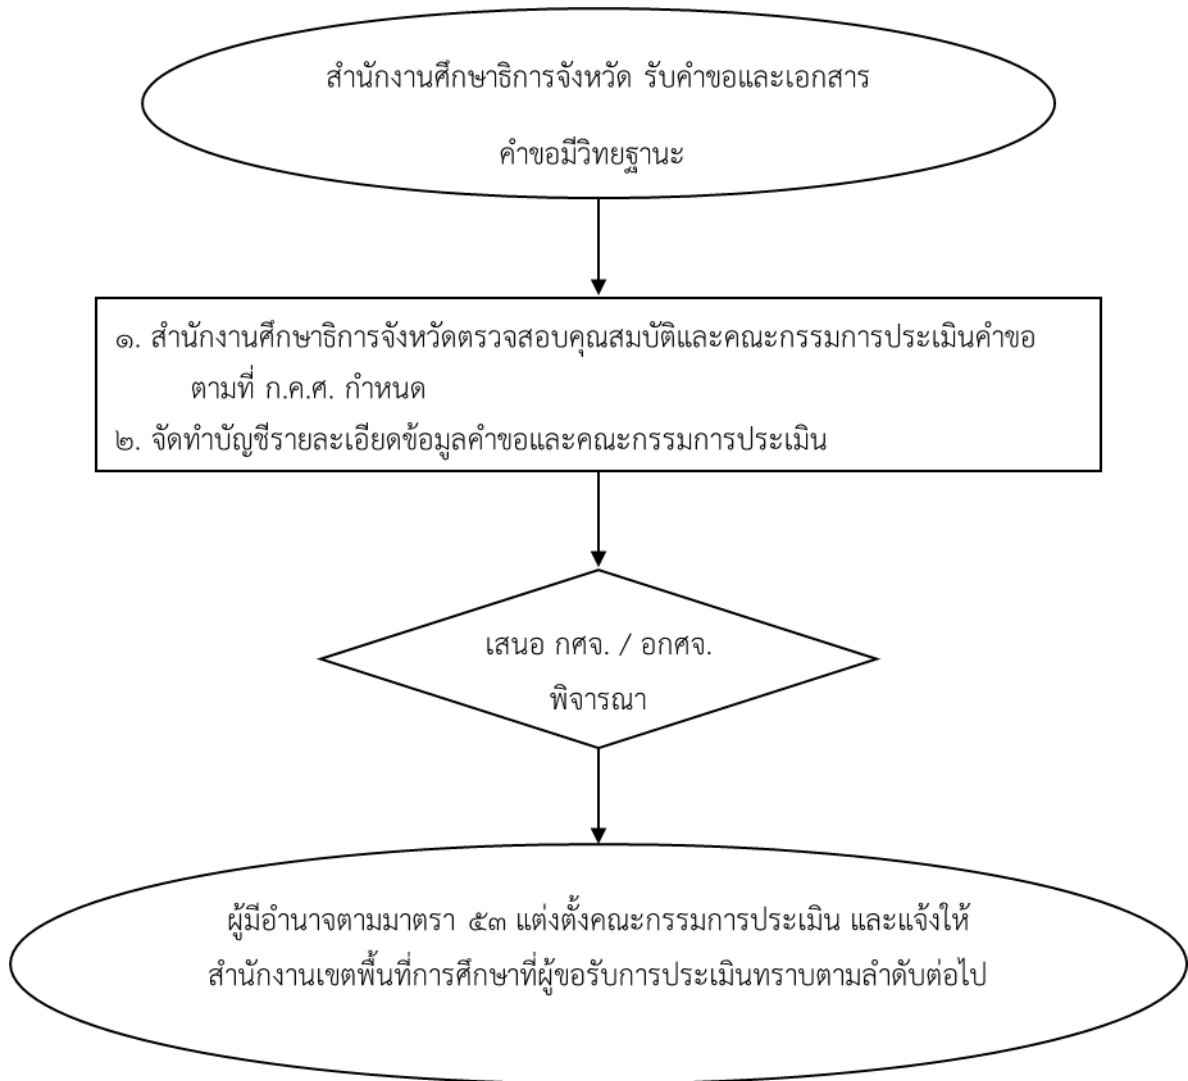 สำนักงานศึกษาธิการจังหวัด รับคำขอและเอกสาร
คำขอมีวิทยฐานะ
๑. สำนักงานศึกษาธิการจังหวัดตรวจสอบคุณสมบัติและคณะกรรมการประเมินคำขอ
ตามที่ ก.ค.ศ. กำหนด
๒. จัดทำบัญชีรายละเอียดข้อมูลคำขอและคณะกรรมการประเมิน
เสนอ กศจ. / อกศจ.
พิจารณา
ผู้มีอำนาจตามมาตรา ๕๓ แต่งตั้งคณะกรรมการประเมิน และแจ้งให้
สำนักงานเขตพื้นที่การศึกษาที่ผู้ขอรับการประเมินทราบตามลำดับต่อไป